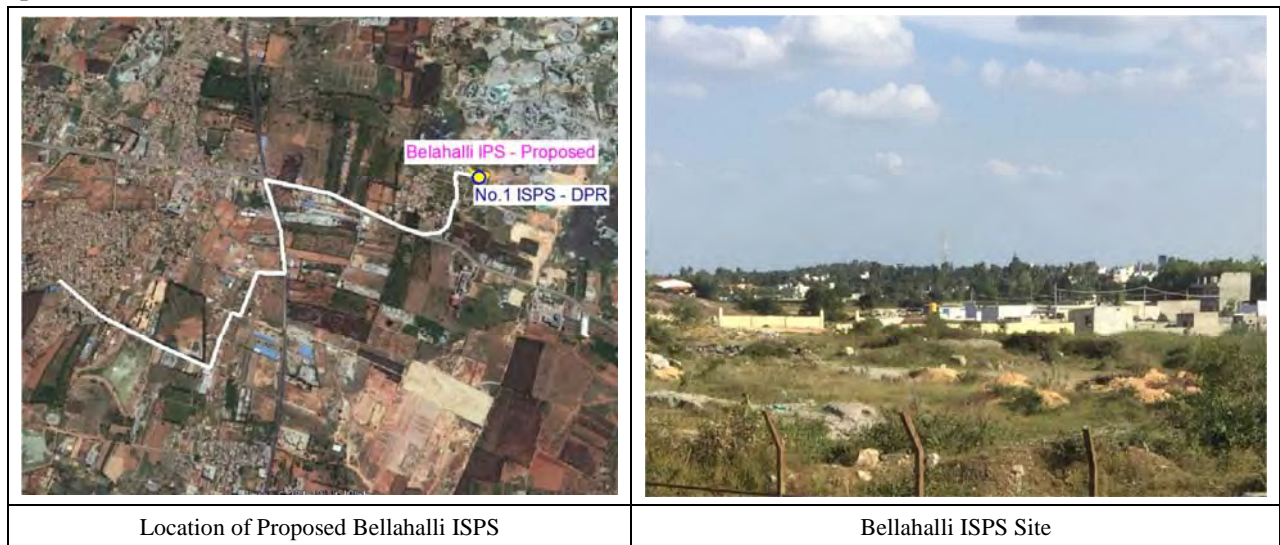 Belahalli IPS - Proposed
No.1 ISPS - DPR
Location of Proposed Bellahalli ISPS
Bellahalli ISPS Site